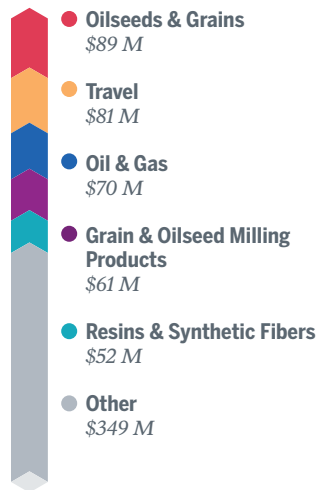 Oilseeds & Grains
$89 M
Travel
$81 M
Oil & Gas
$70 M
Grain & Oilseed Milling
Products
$61 M
Resins & Synthetic Fibers
$52 M
Other
$349 M